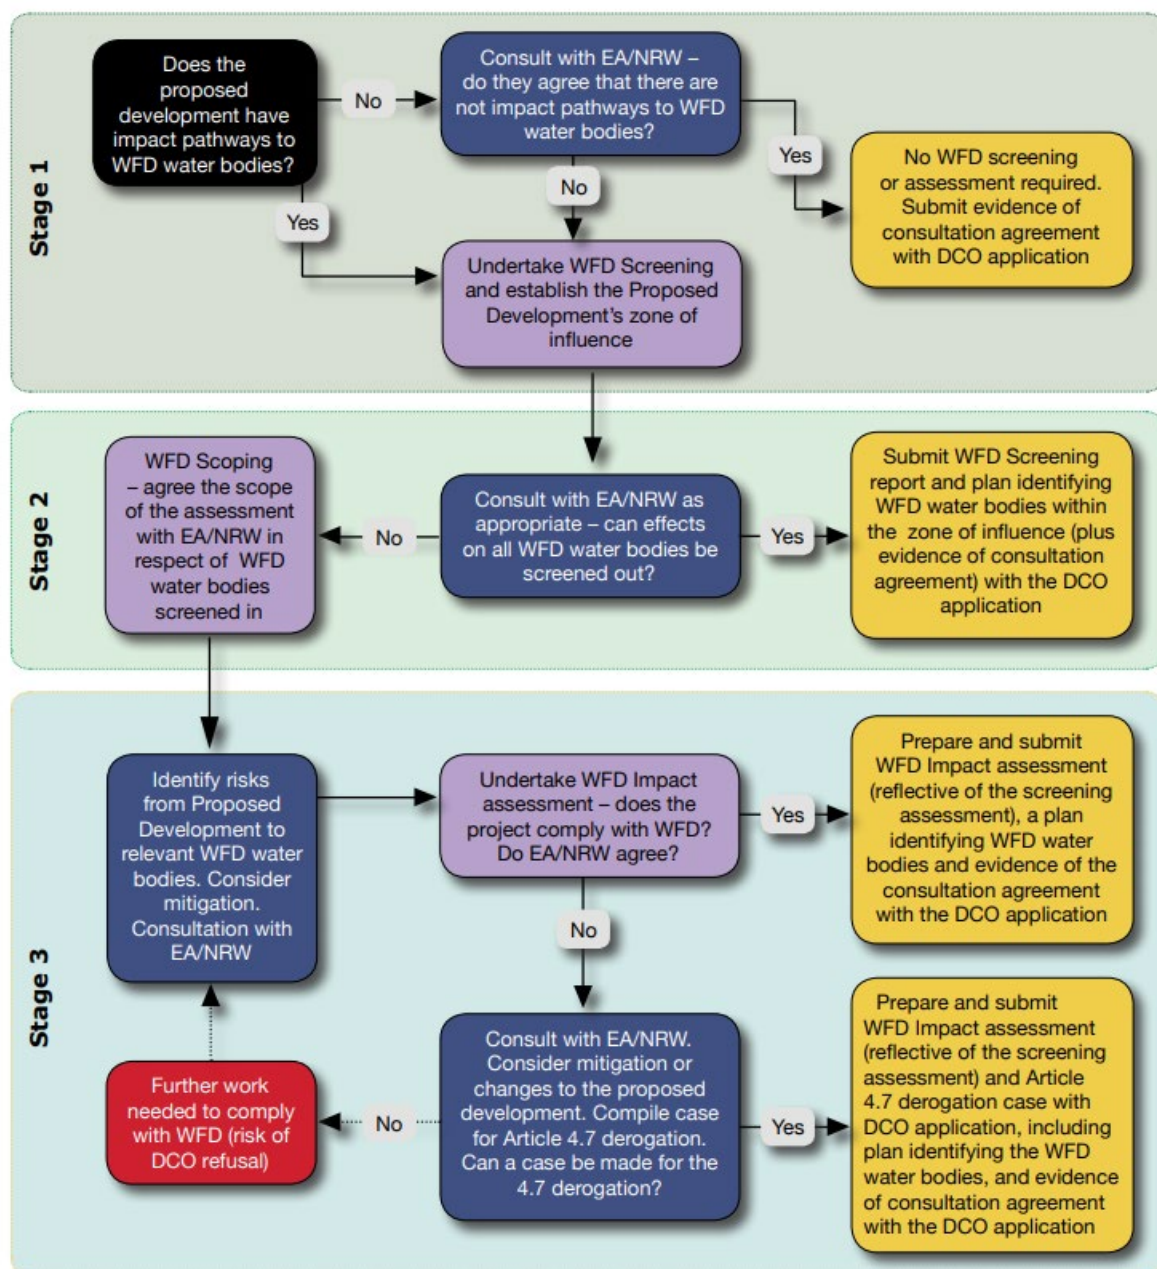 Stage 1
Does the
proposed
development have
impact pathways to
WFD water bodies?
No
Consult with EA/NRW –
do they agree that there are
not impact pathways to WFD
water bodies?
Yes
No
Yes
No WFD screening
or assessment required.
Submit evidence of
consultation agreement
with DCO application
Undertake WFD Screening
and establish the Proposed
Development's zone of
influence
Stage 2
WFD Scoping
– agree the scope
of the assessment
with EA/NRW in
respect of WFD
water bodies
screened in
No
Consult with EA/NRW as
appropriate – can effects
on all WFD water bodies be
screened out?
Yes
Submit WFD Screening
report and plan identifying
WFD water bodies within
the zone of influence (plus
evidence of consultation
agreement) with the DCO
application
Stage 3
Identify risks
from Proposed
Development to
relevant WFD water
bodies. Consider
mitigation.
Consultation with
EA/NRW
Undertake WFD Impact
assessment – does the
project comply with WFD?
Do EA/NRW agree?
Yes
Prepare and submit
WFD Impact assessment
(reflective of the screening
assessment), a plan
identifying WFD water
bodies and evidence of the
consultation agreement
with the DCO application
No
Further work
needed to comply
with WFD (risk of
DCO refusal)
No
Consult with EA/NRW.
Consider mitigation or
changes to the proposed
development. Compile case
for Article 4.7 derogation.
Can a case be made for the
4.7 derogation?
Yes
Prepare and submit
WFD Impact assessment
(reflective of the screening
assessment) and Article
4.7 derogation case with
DCO application, including
plan identifying the WFD
water bodies, and evidence
of consultation agreement
with the DCO application